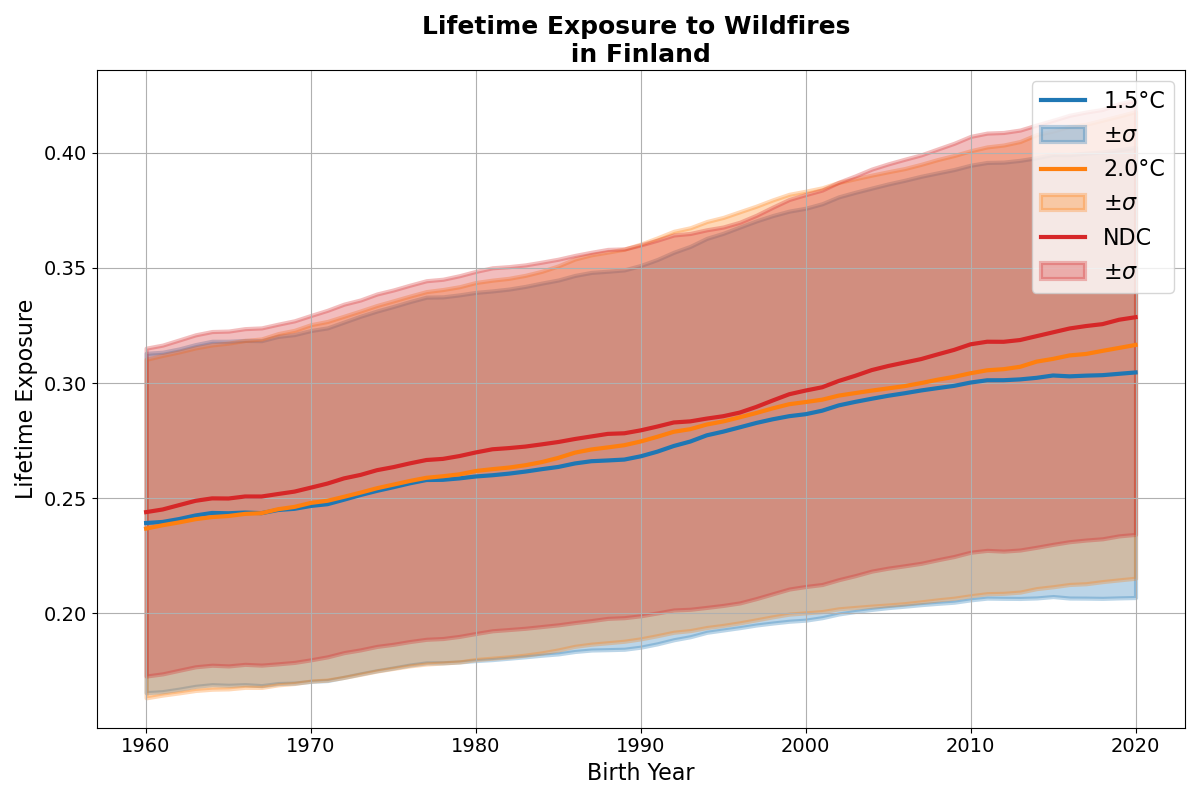 Lifetime Exposure to Wildfires
in Finland
Lifetime Exposure
0.40
0.35
0.30
0.25
0.20
1960
1970
1980
1990
2000
2010
2020
Birth Year
1.5°C
±σ
2.0°C
±σ
NDC
±σ